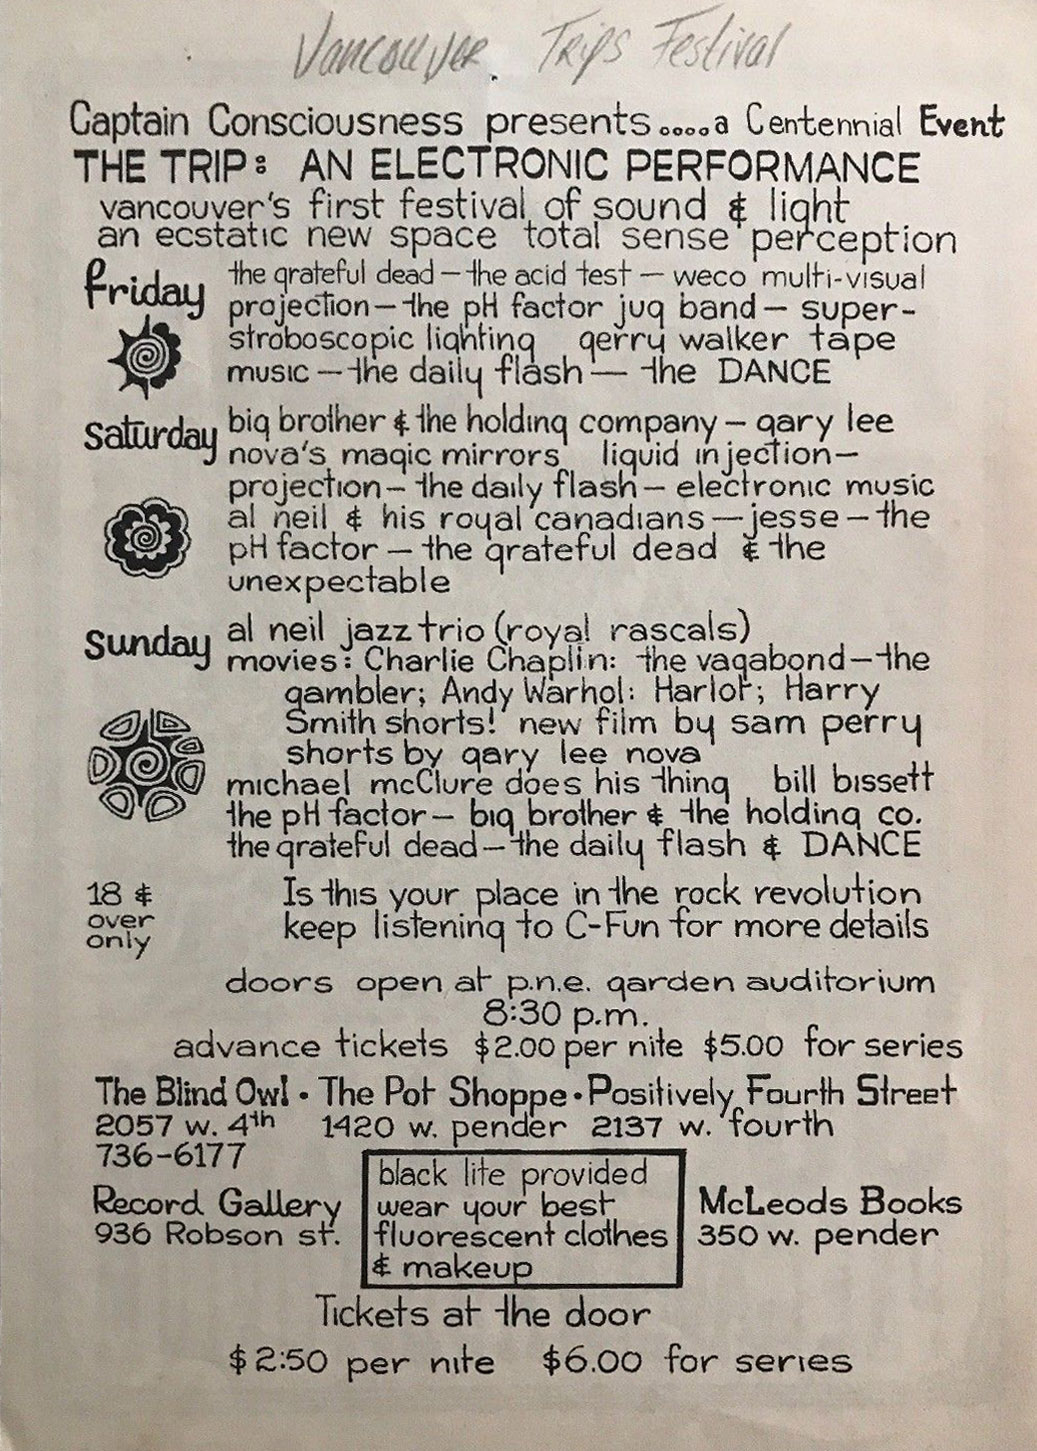 Vancouver Trips Festival
Captain Consciousness presents....a Centennial Event
THE TRIP: AN ELECTRONIC PERFORMANCE
vancouver's first festival of sound & light
an ecstatic new space total sense perception
friday
the grateful dead — the acid test — weco multi-visual
projection — the pH factor jug band — super-
stroboscopic lighting gerry walker tape
music — the daily flash — the DANCE
saturday
big brother & the holding company — gary lee
nova's magic mirrors liquid injection—
projection — the daily flash — electronic music
al neil & his royal canadians — jesse — the
pH factor — the grateful dead & the
unexpectable
sunday
al neil jazz trio (royal rascals)
movies: Charlie Chaplin: the vagabond — the
gambler; Andy Warhol: Harlot; Harry
Smith shorts! new film by sam perry
shorts by gary lee nova
michael mcClure does his thing bill bissett
the pH factor — big brother & the holding co.
the grateful dead — the daily flash & DANCE
18 &
over
only
Is this your place in the rock revolution
keep listening to C-Fun for more details
doors open at p.n.e. garden auditorium
8:30 p.m.
advance tickets $2.00 per nite $5.00 for series
The Blind Owl • The Pot Shoppe • Positively Fourth Street
2057 w. 4th 1420 w. pender 2137 w. fourth
736-6177
Record Gallery
936 Robson st.
black lite provided
wear your best
fluorescent clothes
& makeup
McLeods Books
350 w. pender
Tickets at the door
$2:50 per nite $6.00 for series